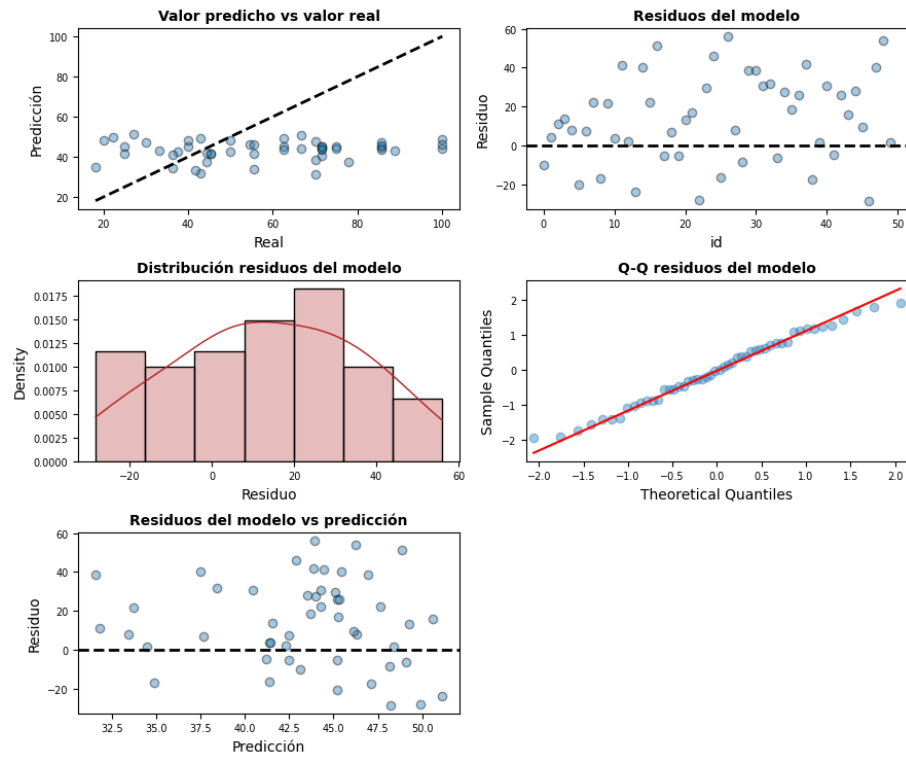 Valor predicho vs valor real
100
80
60
40
20
Predicción
20 40 60 80 100
Real
Residuos del modelo
60
40
20
0
−20
Residuo
0 10 20 30 40 50
id
Distribución residuos del modelo
0.0175
0.0150
0.0125
0.0100
0.0075
0.0050
0.0025
0.0000
Density
−20 0 20 40 60
Residuo
Q-Q residuos del modelo
2
1
0
−1
−2
Sample Quantiles
−2.0 −1.5 −1.0 −0.5 0.0 0.5 1.0 1.5 2.0
Theoretical Quantiles
Residuos del modelo vs predicción
60
40
20
0
−20
Residuo
32.5 35.0 37.5 40.0 42.5 45.0 47.5 50.0
Predicción